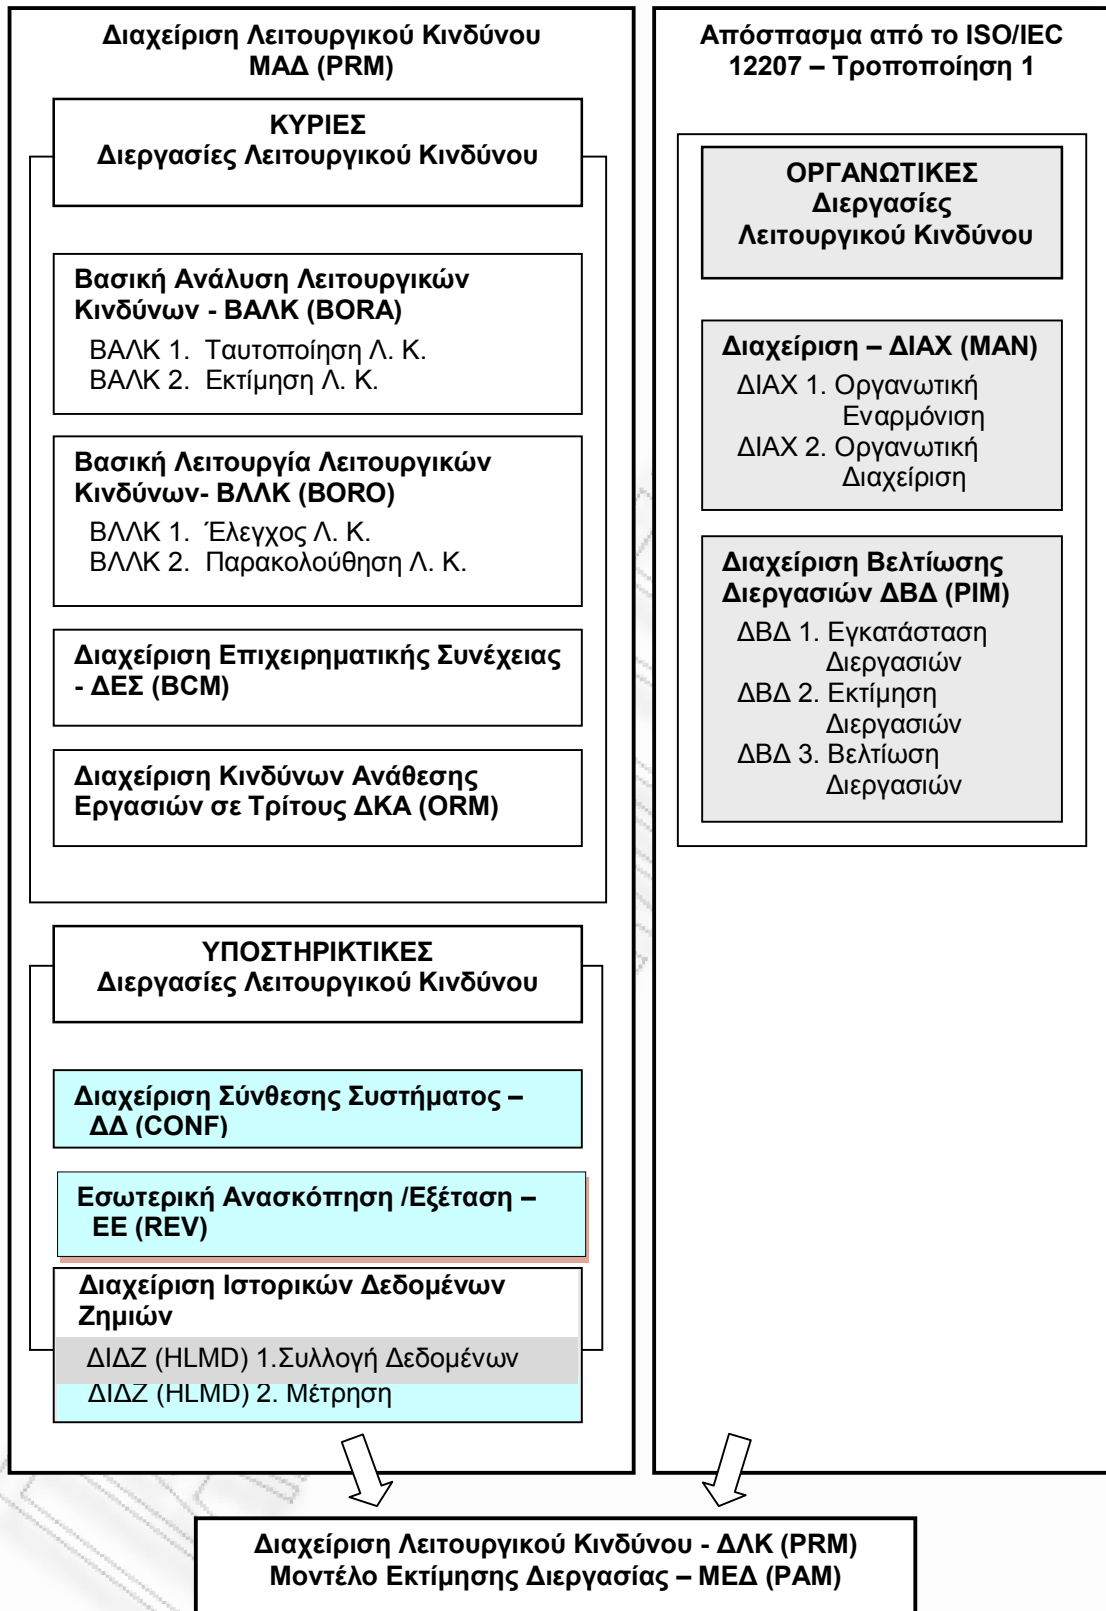 Διαχείριση Λειτουργικού Κινδύνου
ΜΑΔ (PRM)
ΚΥΡΙΕΣ
Διεργασίες Λειτουργικού Κινδύνου
Βασική Ανάλυση Λειτουργικών
Κινδύνων - ΒΑΛΚ (BORA)
ΒΑΛΚ 1. Ταυτοποίηση Λ. Κ.
ΒΑΛΚ 2. Εκτίμηση Λ. Κ.
Βασική Λειτουργία Λειτουργικών
Κινδύνων- ΒΛΛΚ (BORO)
ΒΛΛΚ 1. Έλεγχος Λ. Κ.
ΒΛΛΚ 2. Παρακολούθηση Λ. Κ.
Διαχείριση Επιχειρηματικής Συνέχειας
- ΔΕΣ (BCM)
Διαχείριση Κινδύνων Ανάθεσης
Εργασιών σε Τρίτους ΔΚΑ (ORM)
ΥΠΟΣΤΗΡΙΚΤΙΚΕΣ
Διεργασίες Λειτουργικού Κινδύνου
Διαχείριση Σύνθεσης Συστήματος –
ΔΔ (CONF)
Εσωτερική Ανασκόπηση /Εξέταση –
ΕΕ (REV)
Διαχείριση Ιστορικών Δεδομένων
Ζημιών
ΔΙΔΖ (HLMD) 1.Συλλογή Δεδομένων
ΔΙΔΖ (HLMD) 2. Μέτρηση
Απόσπασμα από το ISO/IEC
12207 – Τροποποίηση 1
ΟΡΓΑΝΩΤΙΚΕΣ
Διεργασίες
Λειτουργικού Κινδύνου
Διαχείριση – ΔΙΑΧ (MAN)
ΔΙΑΧ 1. Οργανωτική
Εναρμόνιση
ΔΙΑΧ 2. Οργανωτική
Διαχείριση
Διαχείριση Βελτίωσης
Διεργασιών ΔΒΔ (PIM)
ΔΒΔ 1. Εγκατάσταση
Διεργασιών
ΔΒΔ 2. Εκτίμηση
Διεργασιών
ΔΒΔ 3. Βελτίωση
Διεργασιών
Διαχείριση Λειτουργικού Κινδύνου - ΔΛΚ (PRM)
Μοντέλο Εκτίμησης Διεργασίας – ΜΕΔ (PAM)